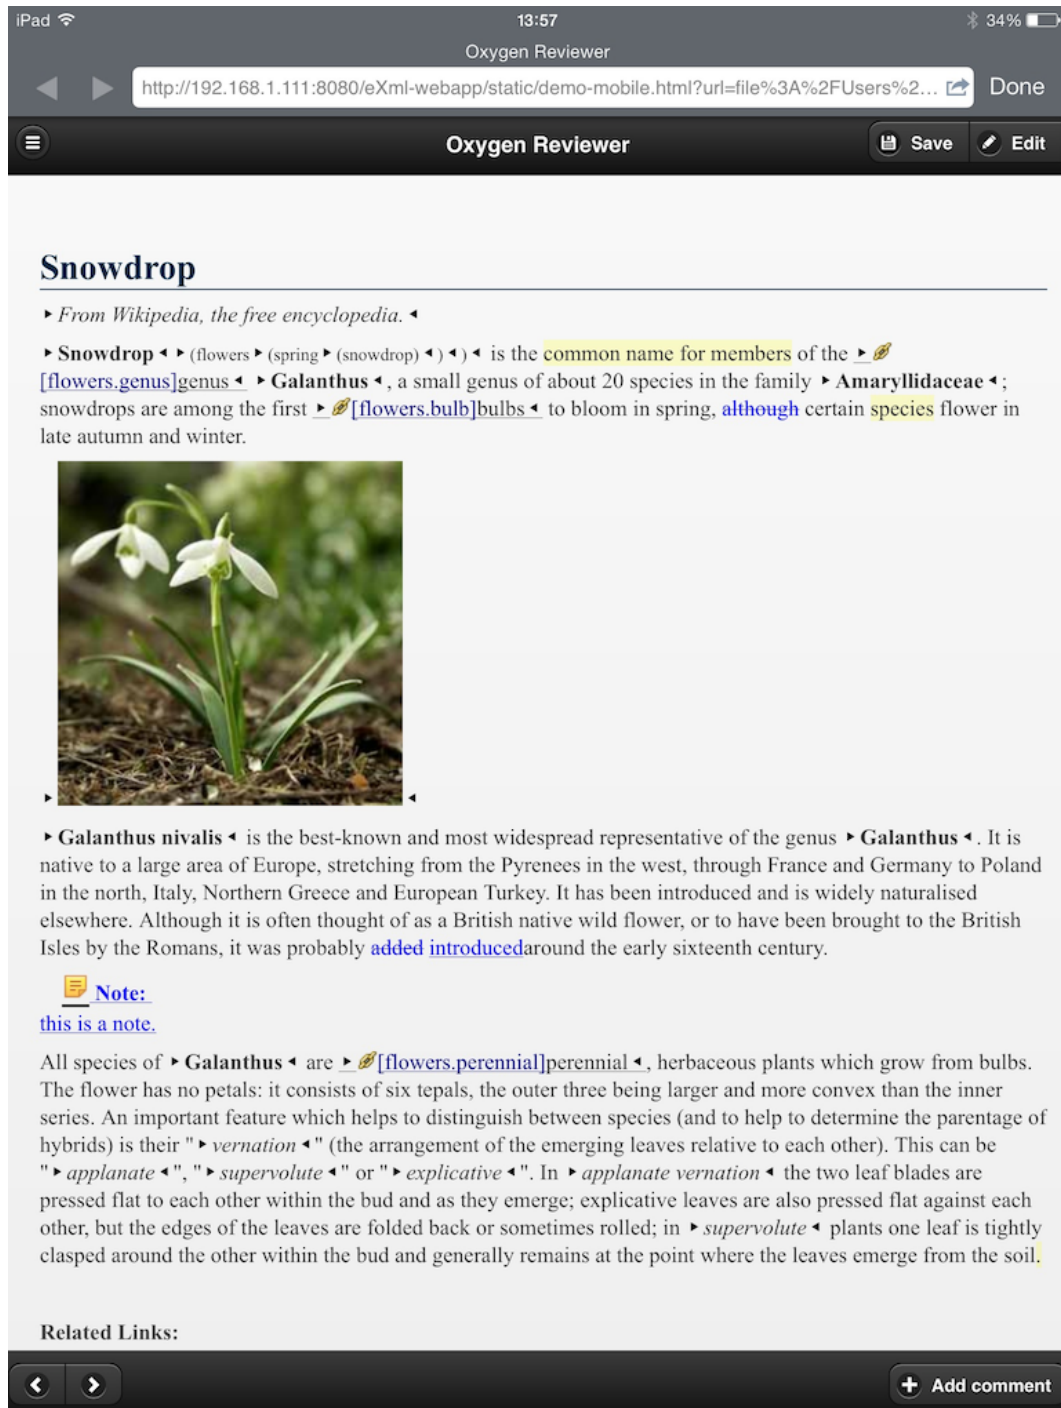 iPad 13:57 34%
Oxygen Reviewer
http://192.168.1.111:8080/eXml-webapp/static/demo-mobile.html?url=file%3A%2FUsers%2... Done
Oxygen Reviewer Save Edit
Snowdrop
From Wikipedia, the free encyclopedia.
Snowdrop (flowers (spring (snowdrop) ) ) is the common name for members of the
[flowers.genus]genus Galanthus , a small genus of about 20 species in the family Amaryllidaceae ;
snowdrops are among the first [flowers.bulb]bulbs to bloom in spring, although certain species flower in
late autumn and winter.
Galanthus nivalis is the best-known and most widespread representative of the genus Galanthus . It is
native to a large area of Europe, stretching from the Pyrenees in the west, through France and Germany to Poland
in the north, Italy, Northern Greece and European Turkey. It has been introduced and is widely naturalised
elsewhere. Although it is often thought of as a British native wild flower, or to have been brought to the British
Isles by the Romans, it was probably added introducedaround the early sixteenth century.
Note:
this is a note.
All species of Galanthus are [flowers.perennial]perennial , herbaceous plants which grow from bulbs.
The flower has no petals: it consists of six tepals, the outer three being larger and more convex than the inner
series. An important feature which helps to distinguish between species (and to help to determine the parentage of
hybrids) is their " vernation " (the arrangement of the emerging leaves relative to each other). This can be
" applanate ", " supervolute " or " explicative ". In applanate vernation the two leaf blades are
pressed flat to each other within the bud and as they emerge; explicative leaves are also pressed flat against each
other, but the edges of the leaves are folded back or sometimes rolled; in supervolute plants one leaf is tightly
clasped around the other within the bud and generally remains at the point where the leaves emerge from the soil.
Related Links:
Add comment